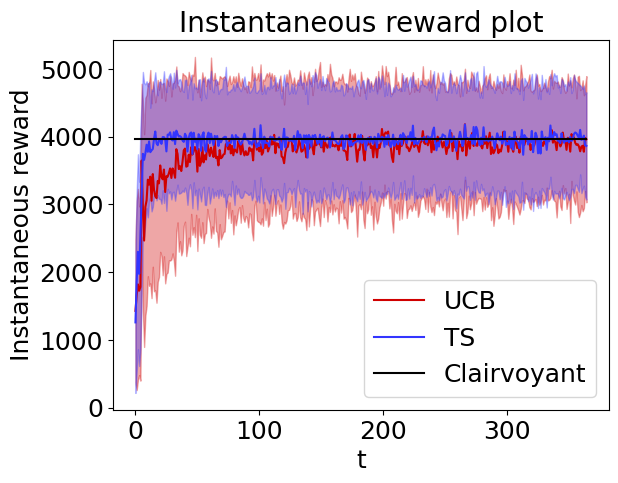 Instantaneous reward plot
Instantaneous reward
5000
4000
3000
2000
1000
0
0 100 200 300
t
UCB
TS
Clairvoyant